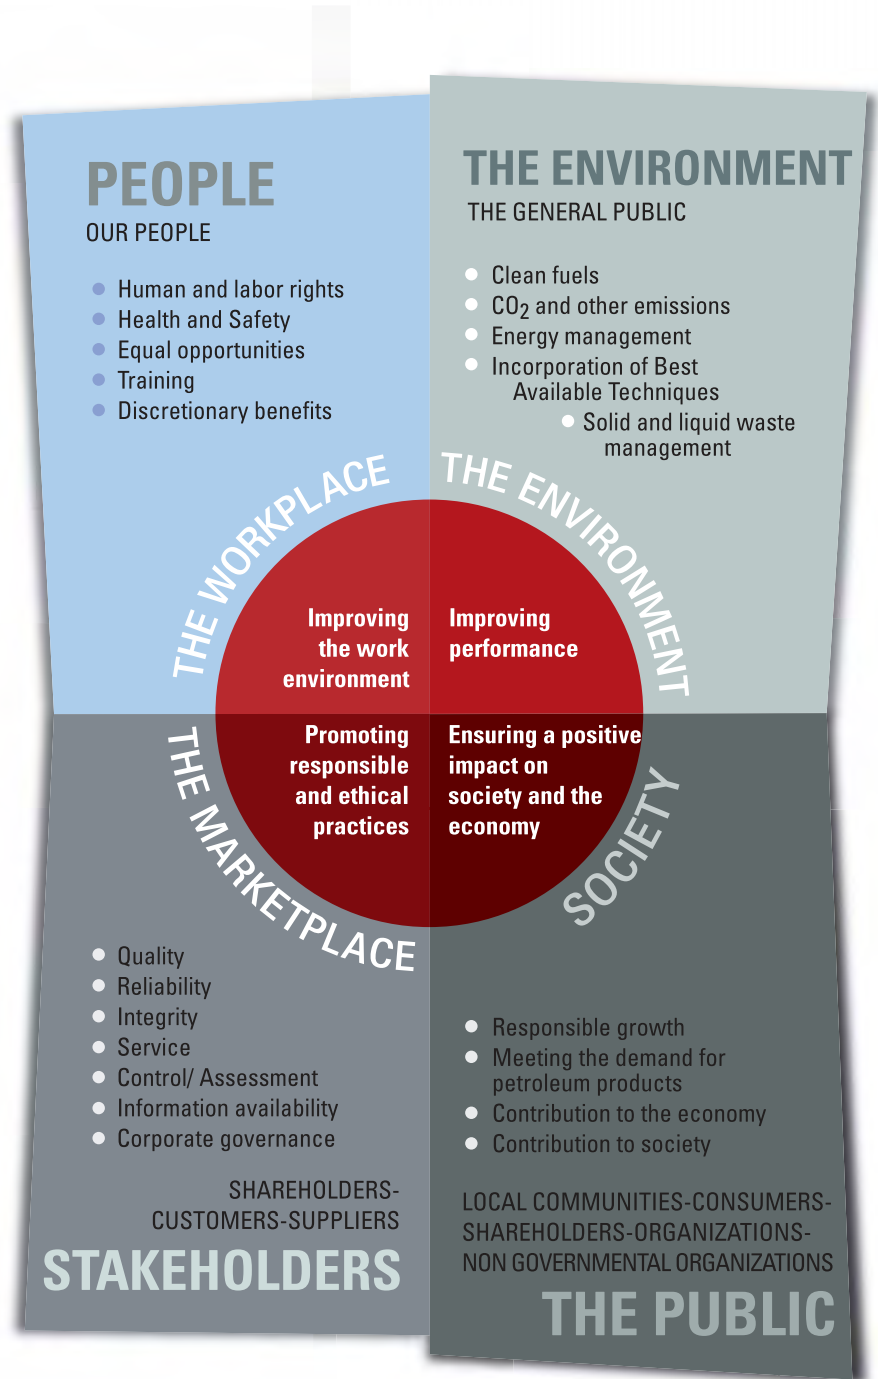 PEOPLE
OUR PEOPLE
Human and labor rights
Health and Safety
Equal opportunities
Training
Discretionary benefits
THE ENVIRONMENT
THE GENERAL PUBLIC
Clean fuels
CO2 and other emissions
Energy management
Incorporation of Best
Available Techniques
Solid and liquid waste
management
THE WORKPLACE
THE ENVIRONMENT
Improving
the work
environment
Improving
performance
Promoting
responsible
and ethical
practices
Ensuring a positive
impact on
society and the
economy
THE MARKETPLACE
SOCIETY
Quality
Reliability
Integrity
Service
Control/ Assessment
Information availability
Corporate governance
SHAREHOLDERS-
CUSTOMERS-SUPPLIERS
STAKEHOLDERS
Responsible growth
Meeting the demand for
petroleum products
Contribution to the economy
Contribution to society
LOCAL COMMUNITIES-CONSUMERS-
SHAREHOLDERS-ORGANIZATIONS-
NON GOVERNMENTAL ORGANIZATIONS
THE PUBLIC